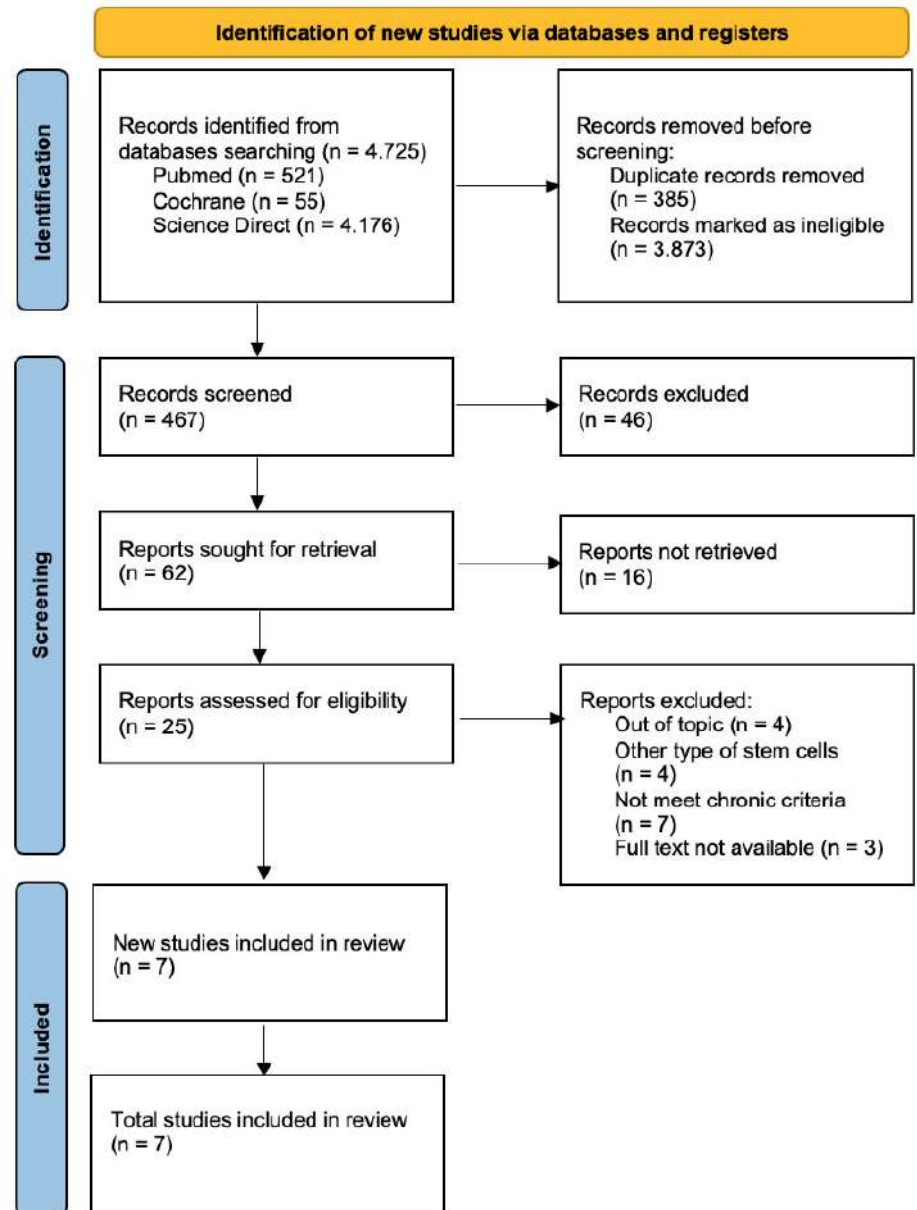 Identification of new studies via databases and registers
Identification
Records identified from
databases searching (n = 4.725)
Pubmed (n = 521)
Cochrane (n = 55)
Science Direct (n = 4.176)
Records removed before
screening:
Duplicate records removed
(n = 385)
Records marked as ineligible
(n = 3.873)
Screening
Records screened
(n = 467)
Records excluded
(n = 46)
Reports sought for retrieval
(n = 62)
Reports not retrieved
(n = 16)
Reports assessed for eligibility
(n = 25)
Reports excluded:
Out of topic (n = 4)
Other type of stem cells
(n = 4)
Not meet chronic criteria
(n = 7)
Full text not available (n = 3)
Included
New studies included in review
(n = 7)
Total studies included in review
(n = 7)